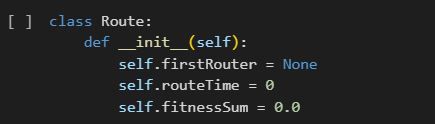 [ ] class Route:
    def __init__(self):
        self.firstRouter = None
        self.routeTime = 0
        self.fitnessSum = 0.0